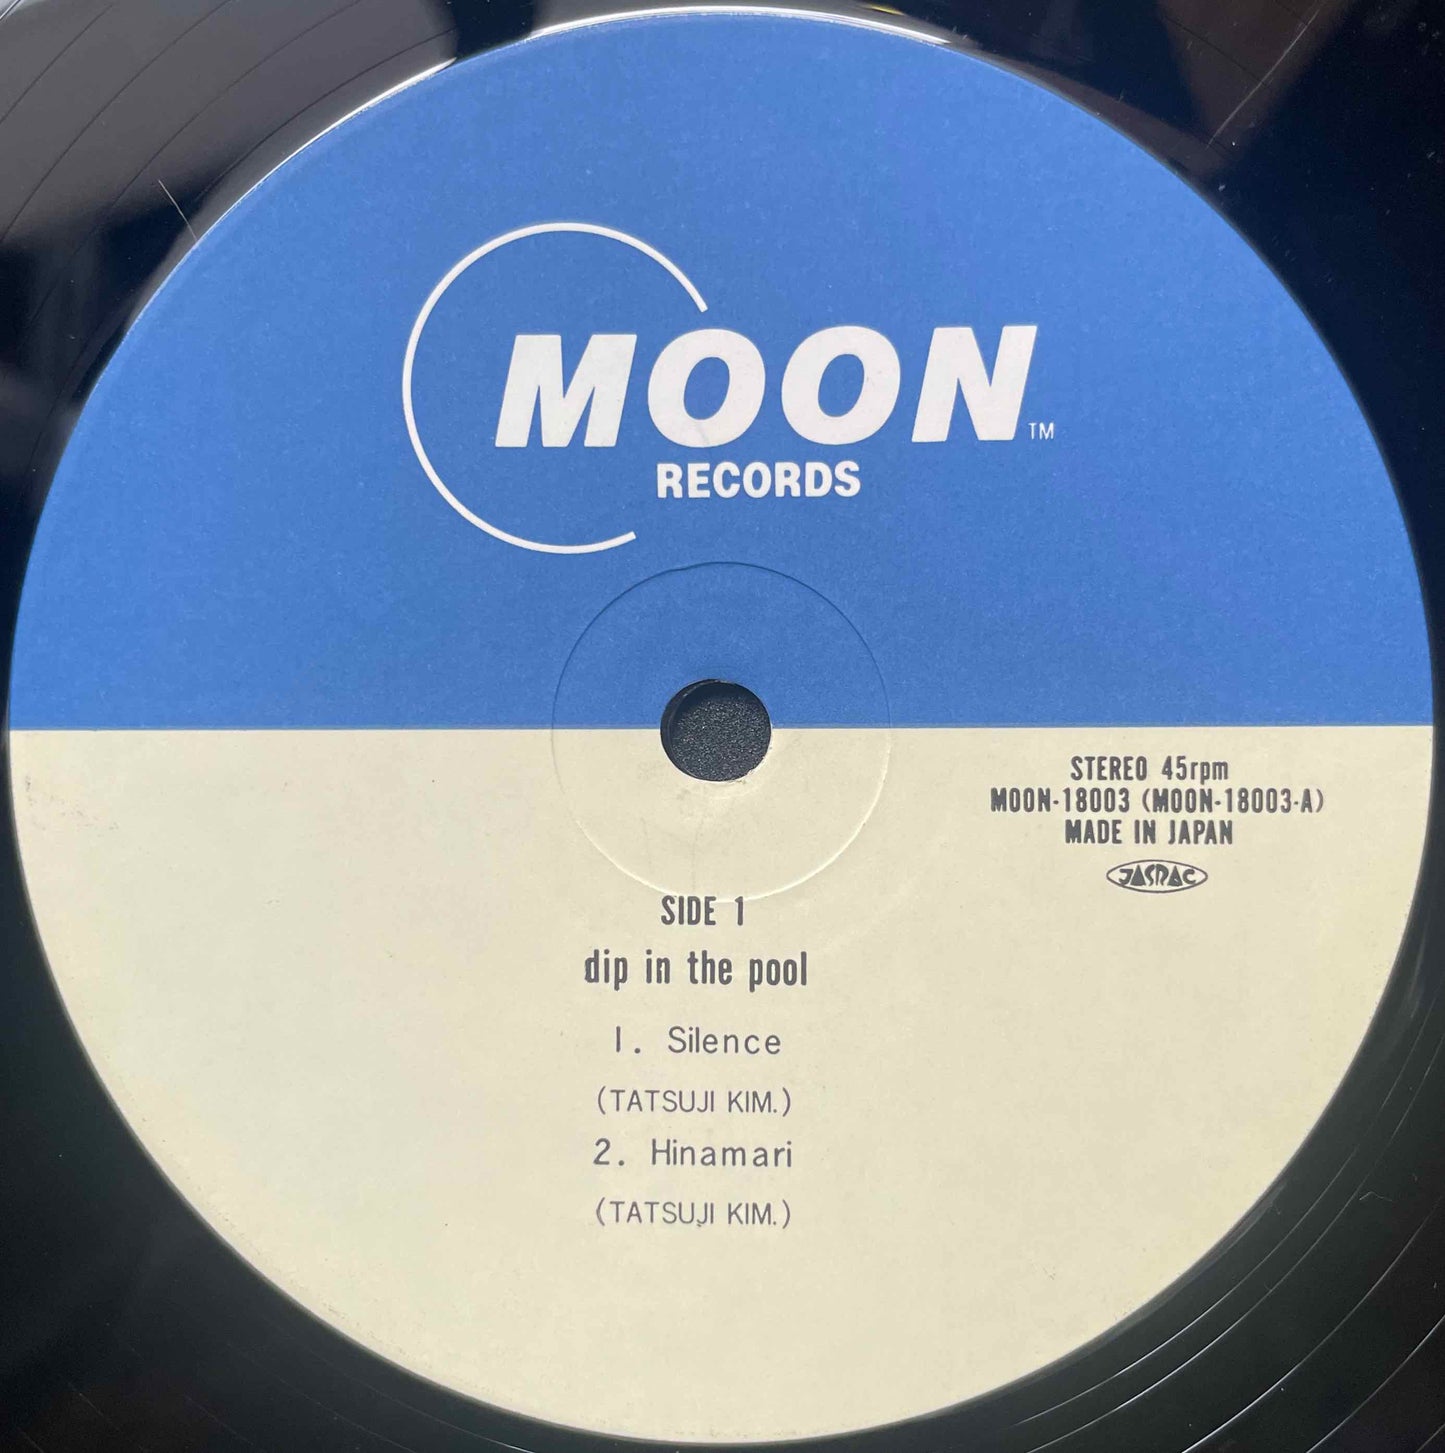 MOON TM
RECORDS
STEREO 45rpm
MOON-18003 (MOON-18003-A)
MADE IN JAPAN
JASRAC
SIDE 1
dip in the pool
1. Silence
(TATSUJI KIM.)
2. Hinamari
(TATSUJI KIM.)